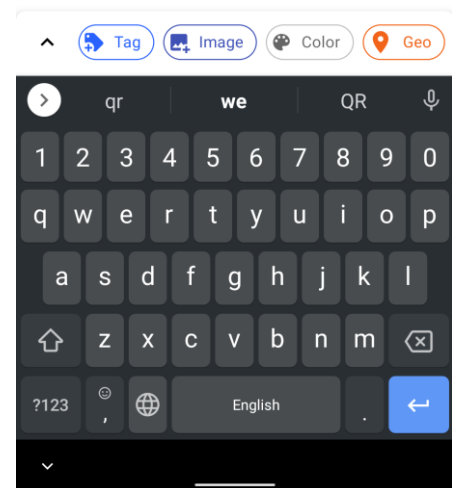 Tag Image Color Geo
qr we QR
1 2 3 4 5 6 7 8 9 0
q w e r t y u i o p
a s d f g h j k l
z x c v b n m
?123 , English .